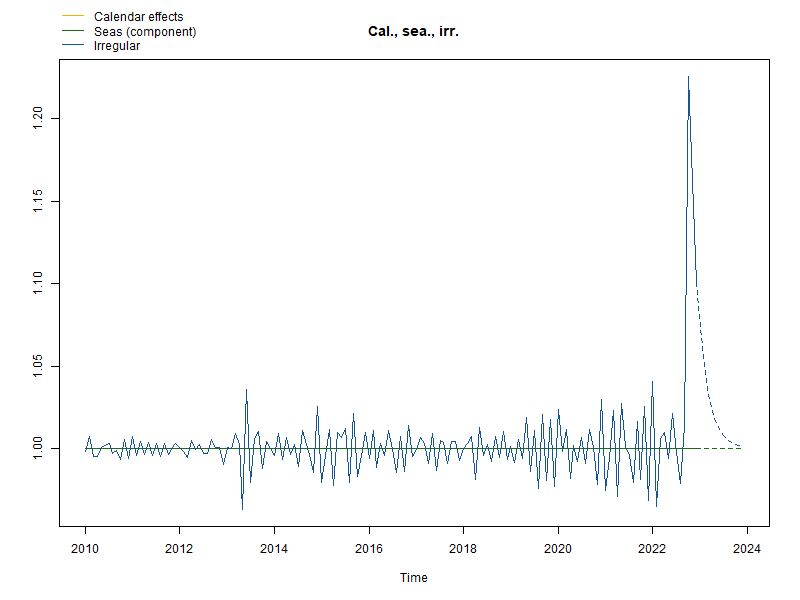 Calendar effects
Seas (component)
Irregular
Cal., sea., irr.
1.20
1.15
1.10
1.05
1.00
2010 2012 2014 2016 2018 2020 2022 2024
Time